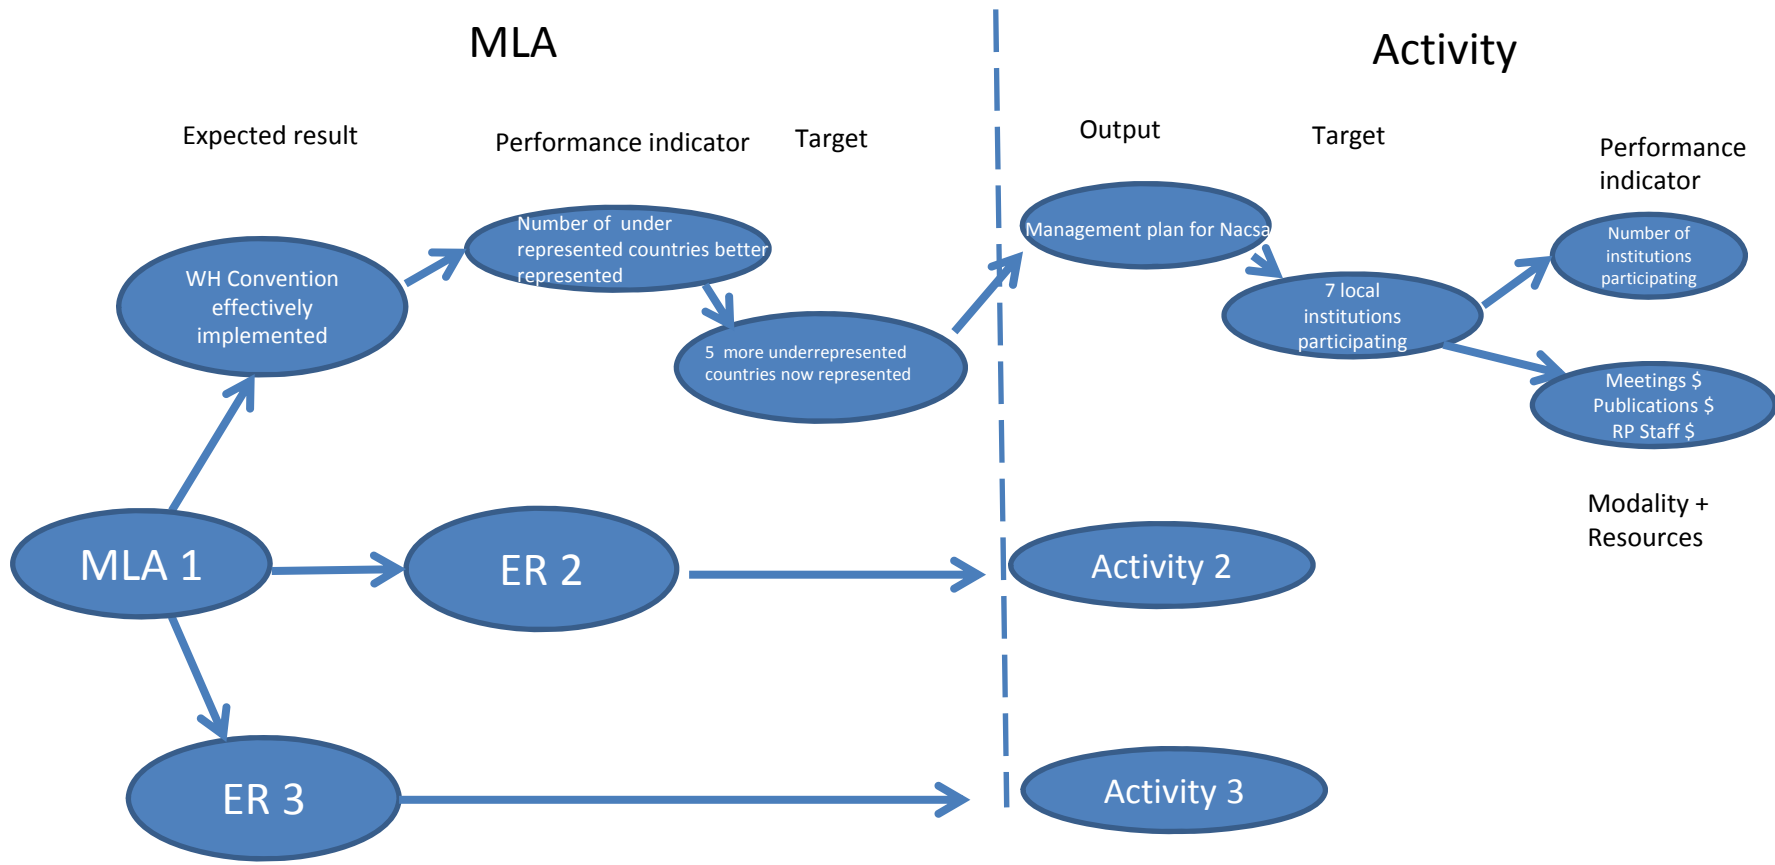 MLA
Activity
Expected result
Performance indicator
Target
Output
Target
Performance
indicator
WH Convention
effectively
implemented
Number of under
represented countries better
represented
5 more underrepresented
countries now represented
Management plan for Nacsa
7 local
institutions
participating
Number of
institutions
participating
Meetings $
Publications $
RP Staff $
Modality +
Resources
MLA 1
ER 2
Activity 2
ER 3
Activity 3